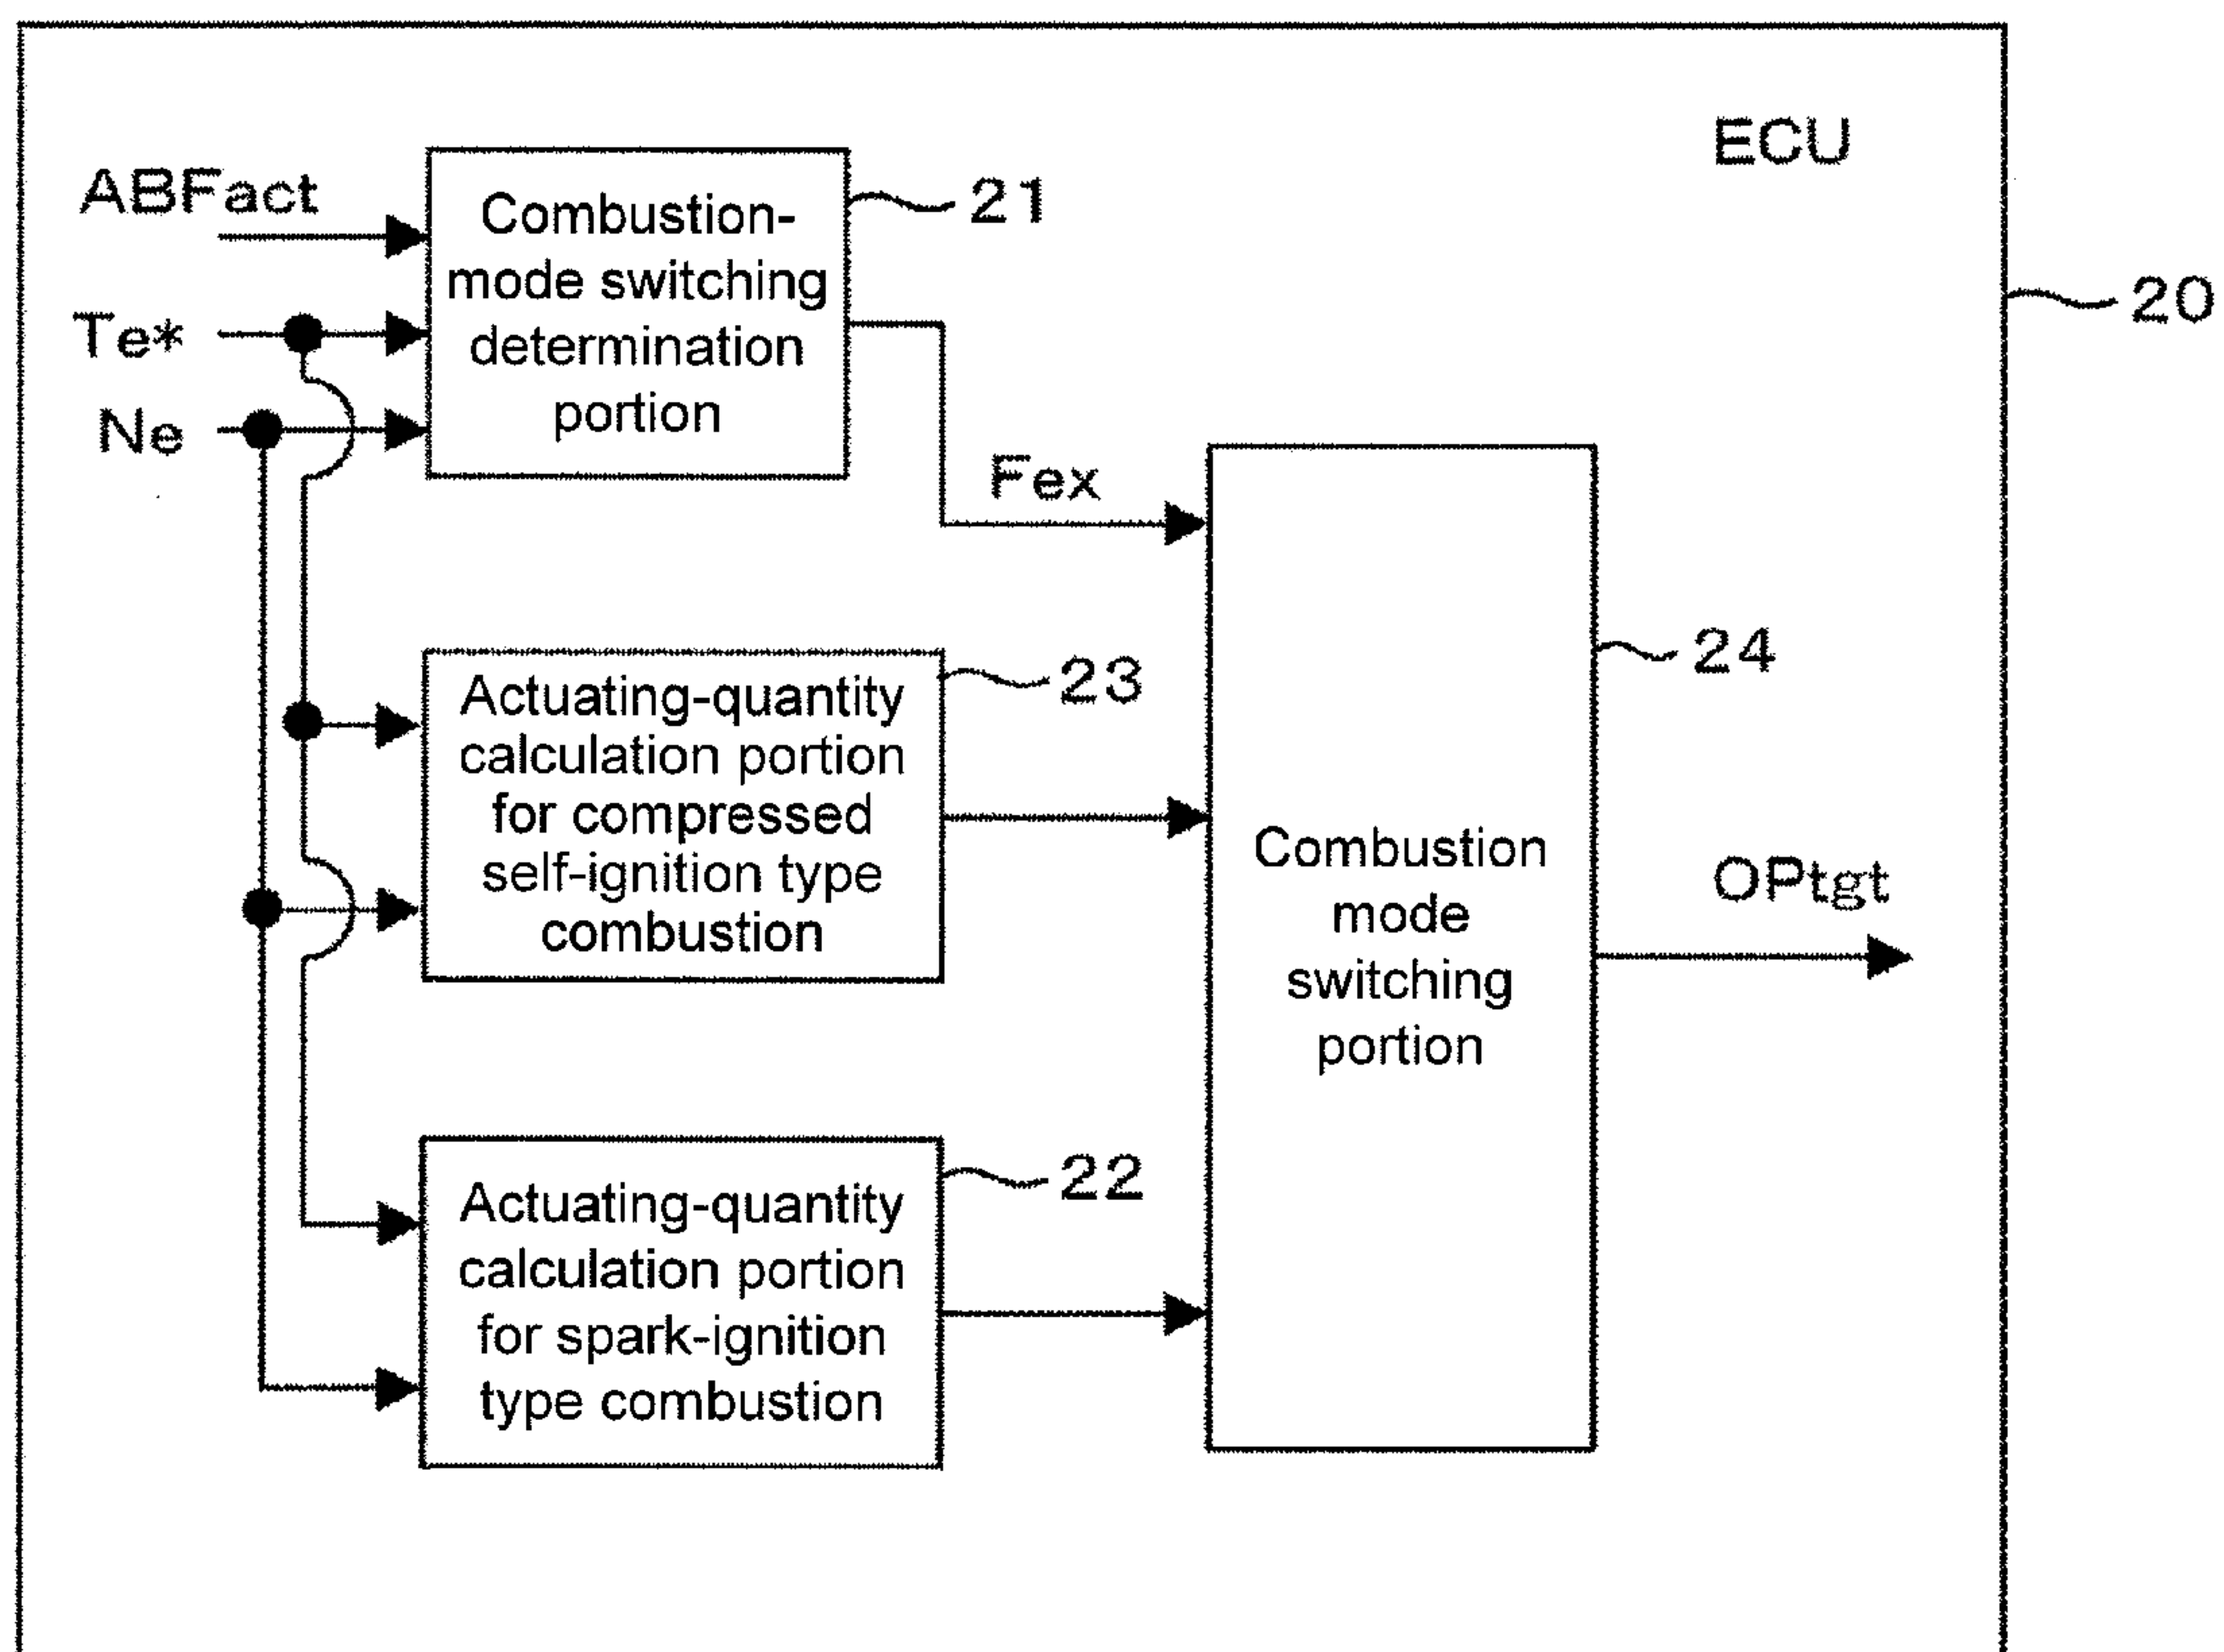 ECU
20
ABFact
Te*
Ne
Combustion-
mode switching
determination
portion
21
Fex
Actuating-quantity
calculation portion
for compressed
self-ignition type
combustion
23
Actuating-quantity
calculation portion
for spark-ignition
type combustion
22
Combustion
mode
switching
portion
24
OPtgt